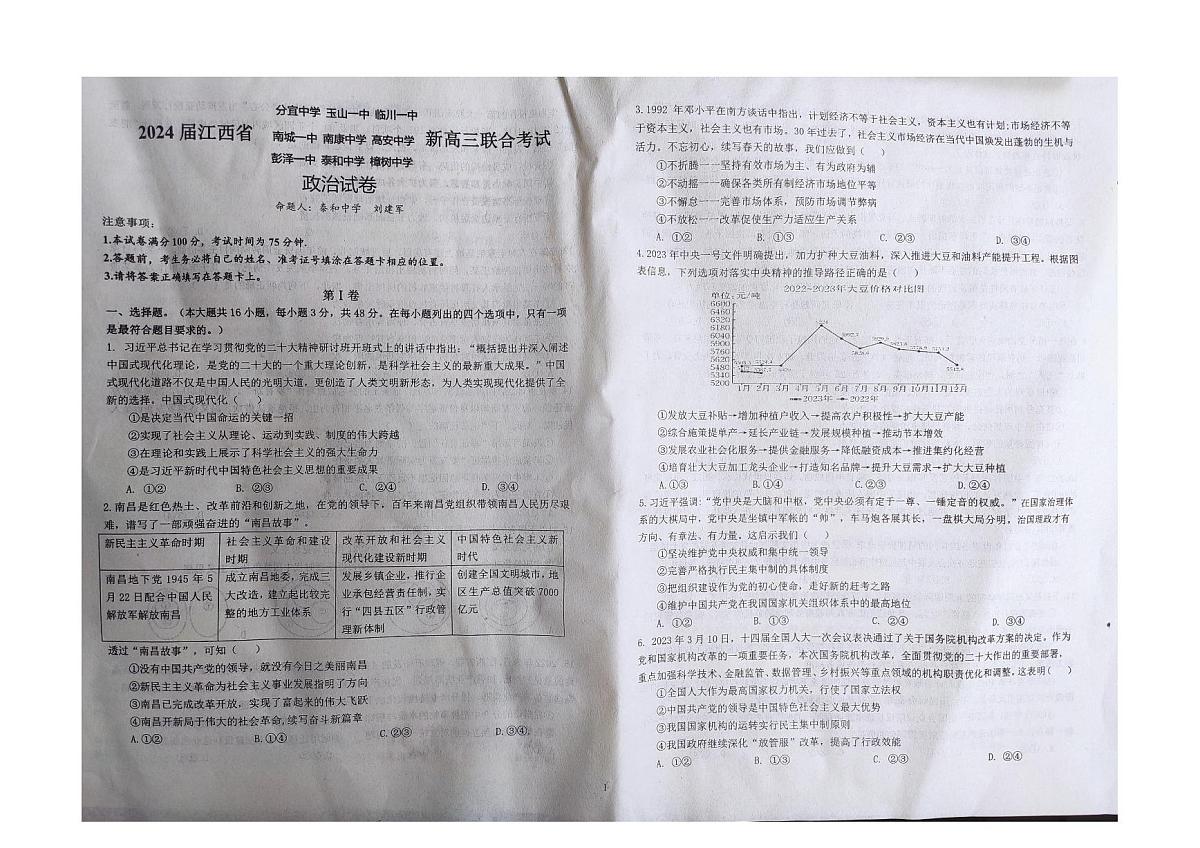 2024 届江西省
分宜中学 玉山一中 临川一中
南城一中 南康中学 高安中学
彭泽一中 泰和中学 樟树中学
新高三联合考试
政治试卷
命题人：泰和中学 刘建军
注意事项：
1.本试卷满分100分，考试时间为75分钟.
2.答题前，考生务必将自己的姓名、准考证号填涂在答题卡相应的位置。
3.请将答案正确填写在答题卡上。
第Ⅰ卷
一、选择题。（本大题共16小题，每小题3分，共48分。在每小题列出的四个选项中，只有一项
是最符合题目要求的。）
1. 习近平总书记在学习贯彻党的二十大精神研讨班开班式上的讲话中指出：“概括提出并深入阐述
中国式现代化理论，是党的二十大的一个重大理论创新，是科学社会主义的最新重大成果。”中国
式现代化道路不仅是中国人民的光明大道，更创造了人类文明新形态，为人类实现现代化提供了全
新的选择。中国式现代化（ ）
①是决定当代中国命运的关键一招
②实现了社会主义从理论、运动到实践、制度的伟大跨越
③在理论和实践上展示了科学社会主义的强大生命力
④是习近平新时代中国特色社会主义思想的重要成果
A. ①② B. ②③ C. ②④ D. ③④
2.南昌是红色热土、改革前沿和创新之地，在党的领导下，百年来南昌党组织带领南昌人民历尽艰
难，谱写了一部顽强奋进的“南昌故事”。
新民主主义革命时期
社会主义革命和建设
时期
改革开放和社会主义
现代化建设新时期
中国特色社会主义新
时代
南昌地下党 1945 年 5
月 22 日配合中国人民
解放军解放南昌
成立南昌地委，完成三
大改造，建立起比较完
整的地方工业体系
发展乡镇企业，推行企
业承包经营责任制，实
行“四县五区”行政管
理新体制
创建全国文明城市，地
区生产总值突破 7000
亿元
透过“南昌故事”，可知（ ）
①没有中国共产党的领导，就没有今日之美丽南昌
②新民主主义革命为社会主义事业发展指明了方向
③南昌已完成改革开放，实现了富起来的伟大飞跃
④南昌开新局于伟大的社会革命,续写奋斗新篇章
A.①② B.①④ C.②③ D.③④.
3.1992 年邓小平在南方谈话中指出，计划经济不等于社会主义，资本主义也有计划;市场经济不等
于资本主义，社会主义也有市场。30年过去了，社会主义市场经济在当代中国焕发出蓬勃的生机与
活力。不忘初心，续写春天的故事，我们应做到（ ）
①不折腾——坚持有效市场为主、有为政府为辅
②不动摇——确保各类所有制经济市场地位平等
③不懈怠——完善市场体系，预防市场调节弊病
④不放松——改革促使生产力适应生产关系
A. ①② B. ①③ C. ②③ D. ③④
4.2023年中央一号文件明确提出，加力扩种大豆油料，深入推进大豆和油料产能提升工程。根据图
表信息，下列选项对落实中央精神的推导路径正确的是（ ）
2022~2023年大豆价格对比图
单位:元/吨
6600
6460
6320
6180
6040
5900
5760
5620
5480
5340
5200
1月 2月 3月 4月 5月 6月 7月 8月 9月 10月11月12月
2023年 2022年
①发放大豆补贴→增加种植户收入→提高农户积极性→扩大大豆产能
②综合施策提单产→延长产业链→发展规模种植→推动节本增效
③发展农业社会化服务→提供金融服务→降低融资成本→推进集约化经营
④培育壮大大豆加工龙头企业→打造知名品牌→提升大豆需求→扩大大豆种植
A.①③ B.①④ C.②③ D.②④
5.习近平强调:“党中央是大脑和中枢，党中央必须有定于一尊、一锤定音的权威。”在国家治理体
系的大棋局中，党中央是坐镇中军帐的“帅”，车马炮各展其长，一盘棋大局分明，治国理政才有
方向、有章法、有力量。这启示我们（ ）
①坚决维护党中央权威和集中统一领导
②完善严格执行民主集中制的具体制度
③把组织建设作为党的初心使命，走好新的赶考之路
④维护中国共产党在我国国家机关组织体系中的最高地位
A. ①② B. ①③ C. ②④ D. ③④
6. 2023 年 3 月 10 日，十四届全国人大一次会议表决通过了关于国务院机构改革方案的决定。作为
党和国家机构改革的一项重要任务，本次国务院机构改革，全面贯彻党的二十大作出的重要部署，
重点加强科学技术、金融监管、数据管理、乡村振兴等重点领域的机构职责优化和调整。这表明（ ）
①全国人大作为最高国家权力机关，行使了国家立法权
②中国共产党的领导是中国特色社会主义最大优势
③我国国家机构的运转实行民主集中制原则
④我国政府继续深化“放管服”改革，提高了行政效能
A. ①② B. ①③ C. ②③ D. ②④
1